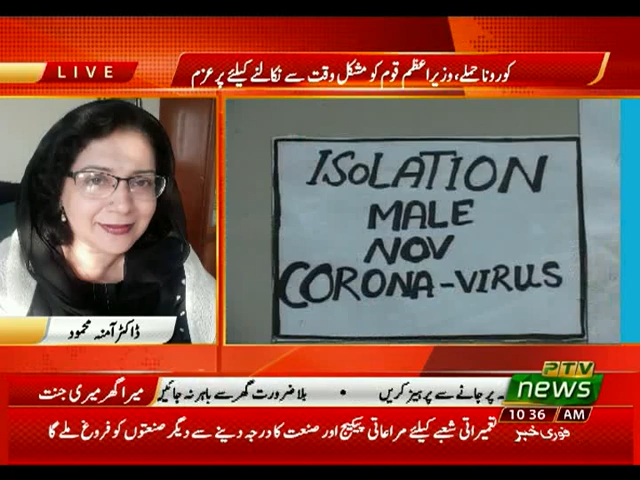 LIVE
کورونا حملے، وزیراعظم قوم کو مشکل وقت سے نکالنے کیلئے پرعزم
ISOLATION
MALE
NOV
CORONA-VIRUS
ڈاکٹر آمنہ محمود
PTV
news
میرا گھر میری جنت
بلا ضرورت گھر سے باہر نہ جائیں • پر جانے سے پرہیز کریں
10 36 AM
فوری خبر
تعمیراتی شعبے کیلئے مراعاتی پیکیج اور صنعت کا درجہ دینے سے دیگر صنعتوں کو فروغ ملے گا